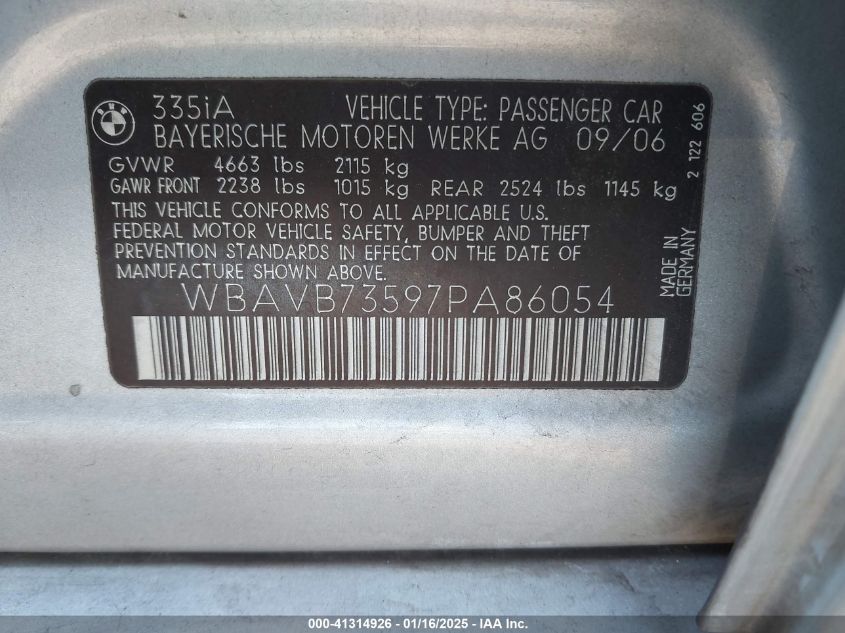 BMW
335iA VEHICLE TYPE: PASSENGER CAR
BAYERISCHE MOTOREN WERKE AG 09/06
GVWR 4663 lbs 2115 kg
GAWR FRONT 2238 lbs 1015 kg REAR 2524 lbs 1145 kg
THIS VEHICLE CONFORMS TO ALL APPLICABLE U.S.
FEDERAL MOTOR VEHICLE SAFETY, BUMPER AND THEFT
PREVENTION STANDARDS IN EFFECT ON THE DATE OF
MANUFACTURE SHOWN ABOVE.
WBAVB73597PA86054
2 122 606
MADE IN
GERMANY
000-41314926 - 01/16/2025 - IAA Inc.